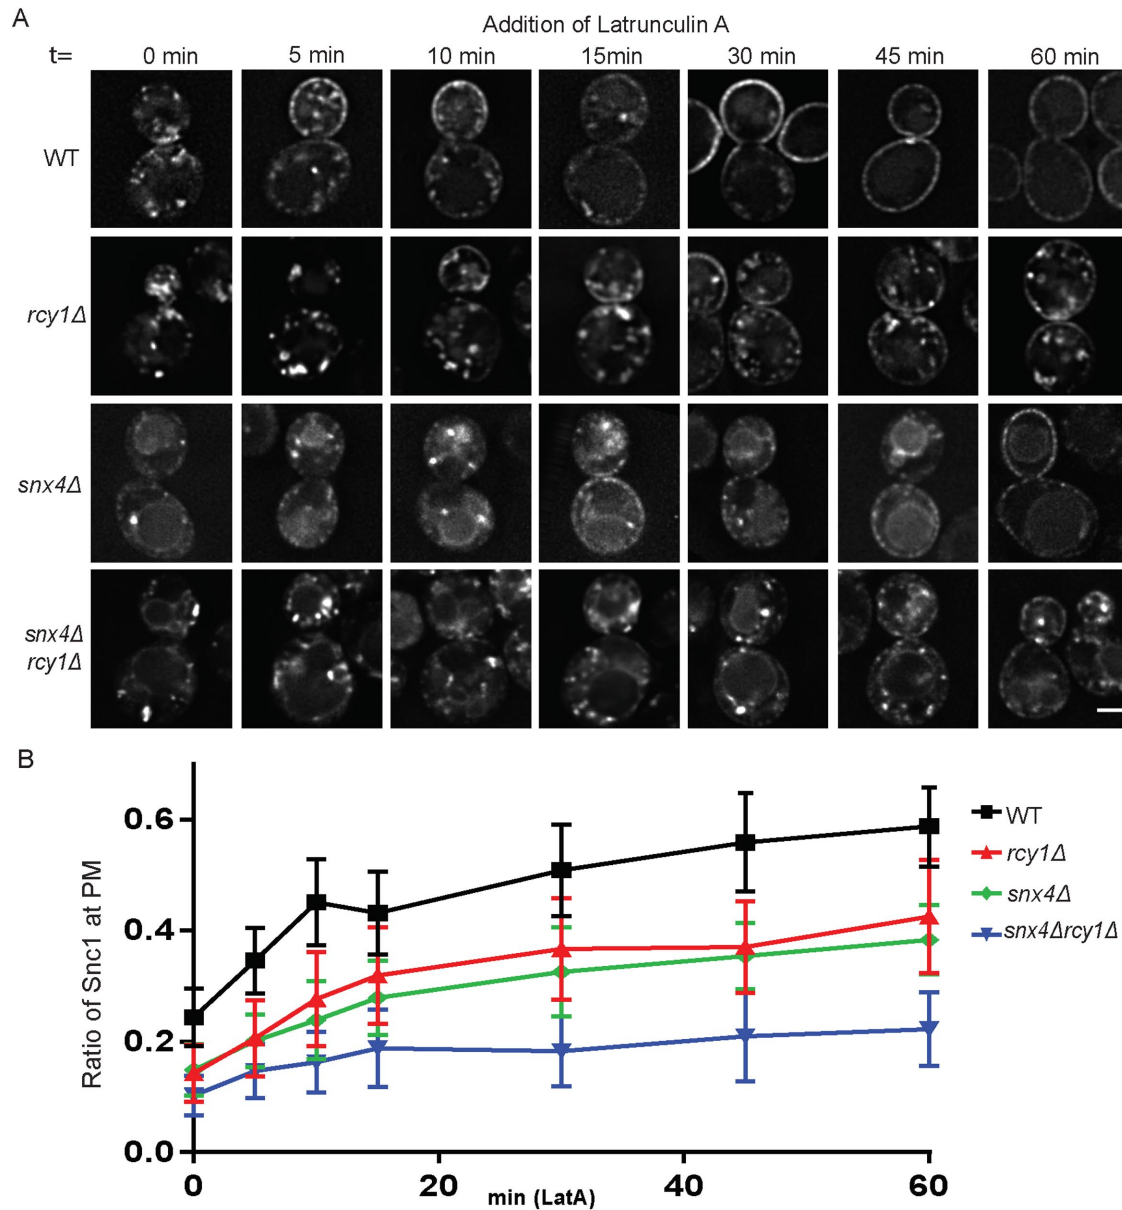 A
Addition of Latrunculin A
t= 0 min 5 min 10 min 15min 30 min 45 min 60 min
WT
rcy1Δ
snx4Δ
snx4Δ
rcy1Δ
B
Ratio of Snc1 at PM
0.6
0.4
0.2
0.0
0 20 40 60
min (LatA)
WT
rcy1Δ
snx4Δ
snx4Δrcy1Δ